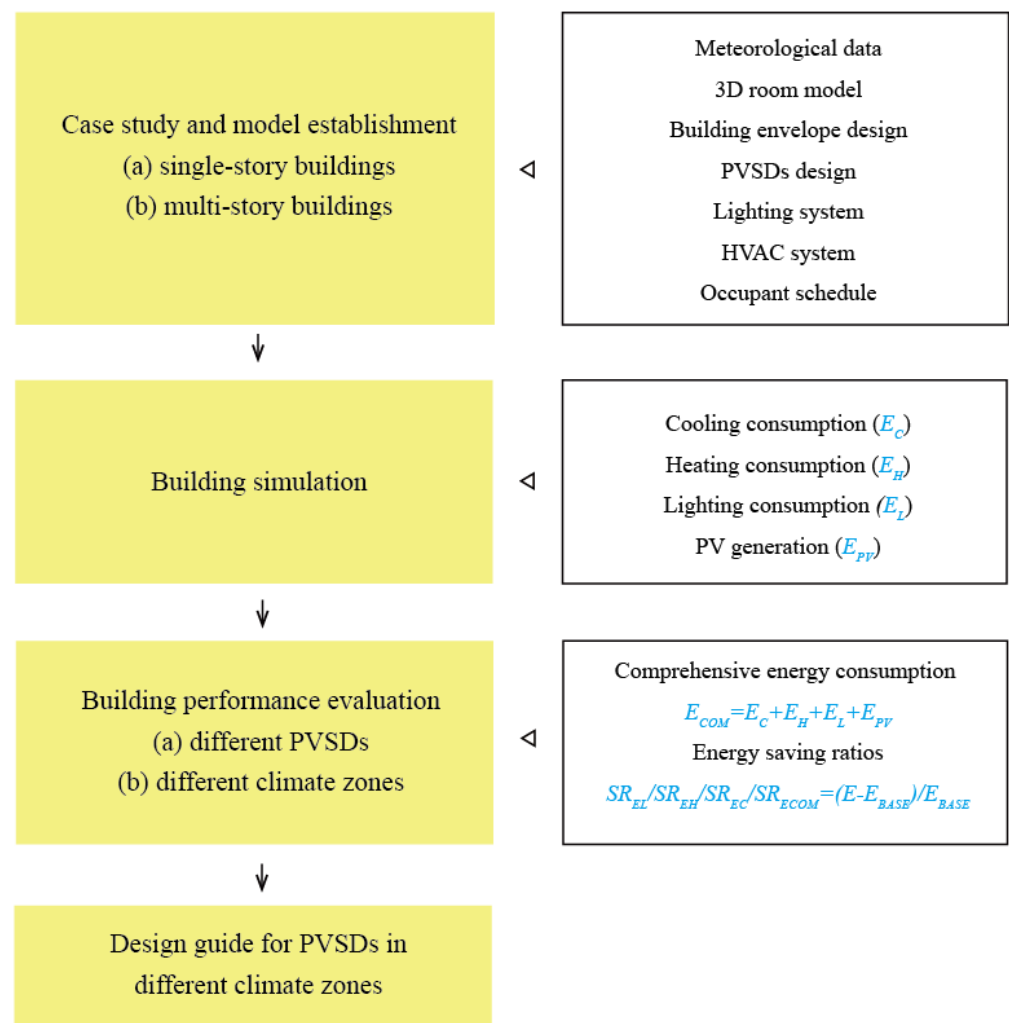 Case study and model establishment
(a) single-story buildings
(b) multi-story buildings
Meteorological data
3D room model
Building envelope design
PVSDs design
Lighting system
HVAC system
Occupant schedule
Building simulation
Cooling consumption (E_C)
Heating consumption (E_H)
Lighting consumption (E_L)
PV generation (E_PV)
Building performance evaluation
(a) different PVSDs
(b) different climate zones
Comprehensive energy consumption
E_COM=E_C+E_H+E_L+E_PV
Energy saving ratios
SR_EL/SR_EH/SR_EC/SR_ECOM=(E-E_BASE)/E_BASE
Design guide for PVSDs in
different climate zones